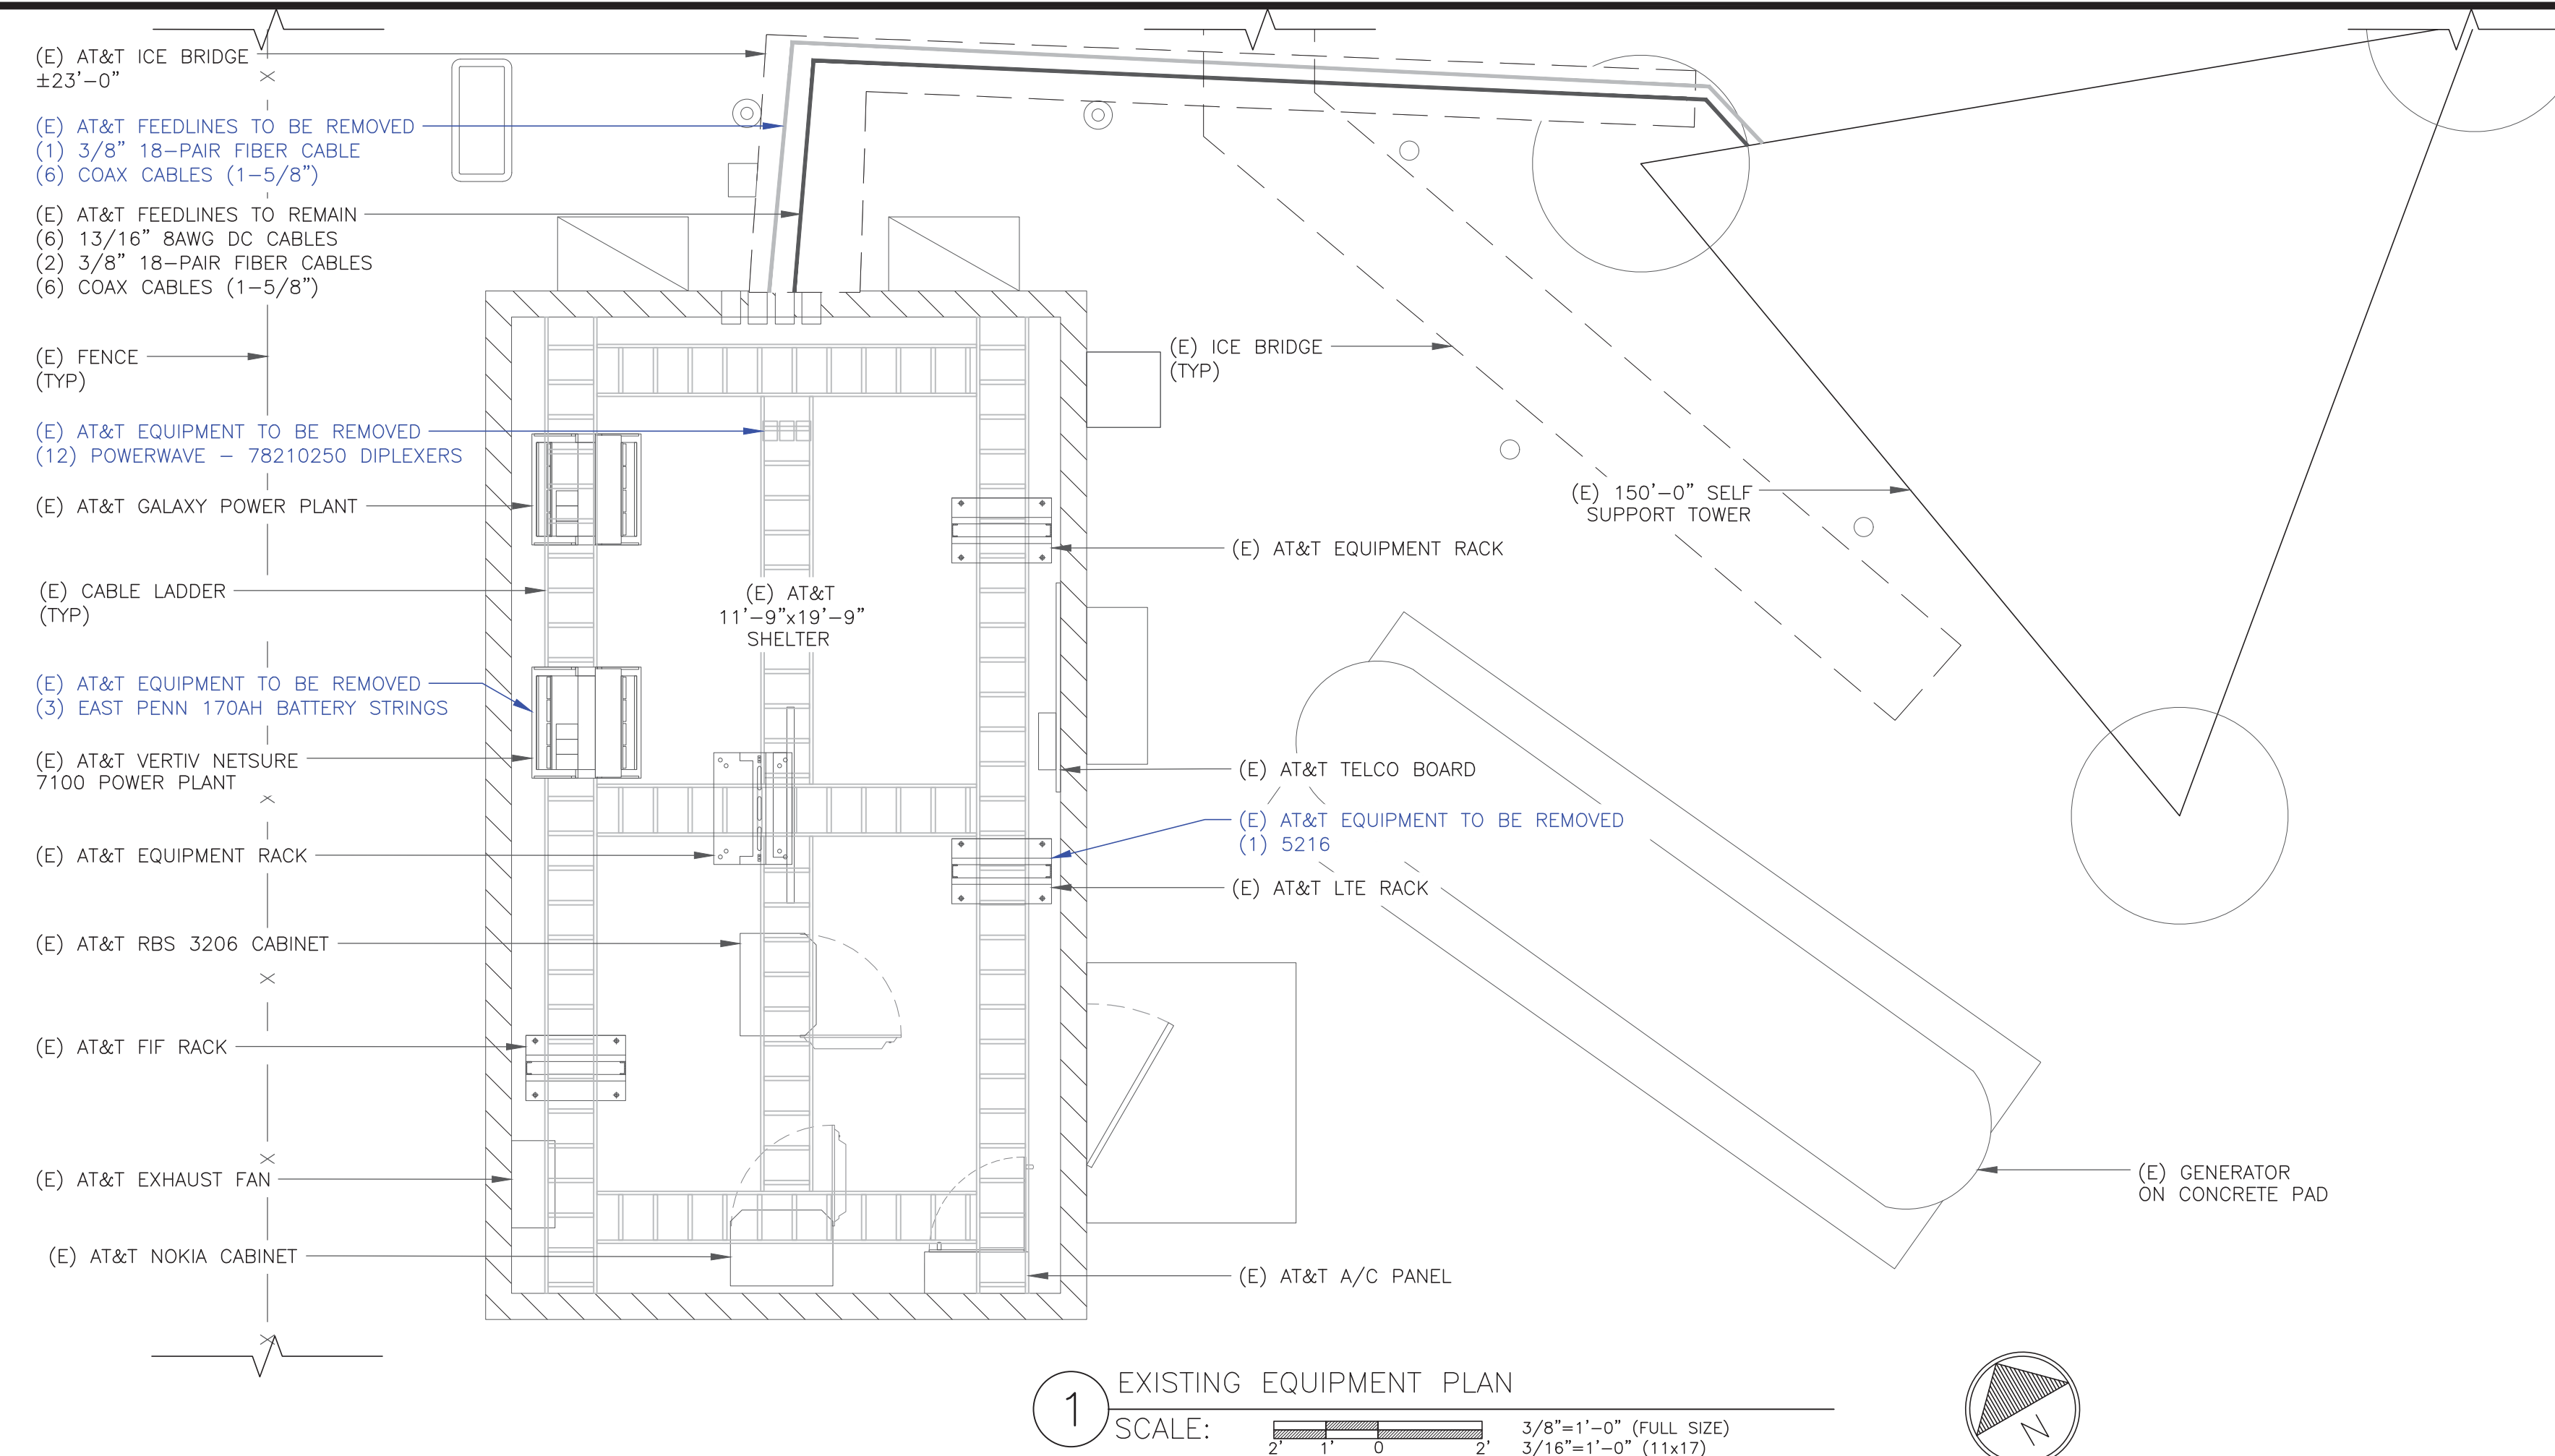 (E) AT&T ICE BRIDGE
±23'-0"
(E) AT&T FEEDLINES TO BE REMOVED
(1) 3/8" 18-PAIR FIBER CABLE
(6) COAX CABLES (1-5/8")
(E) AT&T FEEDLINES TO REMAIN
(6) 13/16" 8AWG DC CABLES
(2) 3/8" 18-PAIR FIBER CABLES
(6) COAX CABLES (1-5/8")
(E) FENCE
(TYP)
(E) AT&T EQUIPMENT TO BE REMOVED
(12) POWERWAVE - 78210250 DIPLEXERS
(E) AT&T GALAXY POWER PLANT
(E) CABLE LADDER
(TYP)
(E) AT&T EQUIPMENT TO BE REMOVED
(3) EAST PENN 170AH BATTERY STRINGS
(E) AT&T VERTIV NETSURE
7100 POWER PLANT
(E) AT&T EQUIPMENT RACK
(E) AT&T RBS 3206 CABINET
(E) AT&T FIF RACK
(E) AT&T EXHAUST FAN
(E) AT&T NOKIA CABINET
(E) AT&T
11'-9"x19'-9"
SHELTER
(E) ICE BRIDGE
(TYP)
(E) 150'-0" SELF
SUPPORT TOWER
(E) AT&T EQUIPMENT RACK
(E) AT&T TELCO BOARD
(E) AT&T EQUIPMENT TO BE REMOVED
(1) 5216
(E) AT&T LTE RACK
(E) GENERATOR
ON CONCRETE PAD
(E) AT&T A/C PANEL
1
EXISTING EQUIPMENT PLAN
SCALE:
2' 1' 0 2'
3/8"=1'-0" (FULL SIZE)
3/16"=1'-0" (11x17)
N